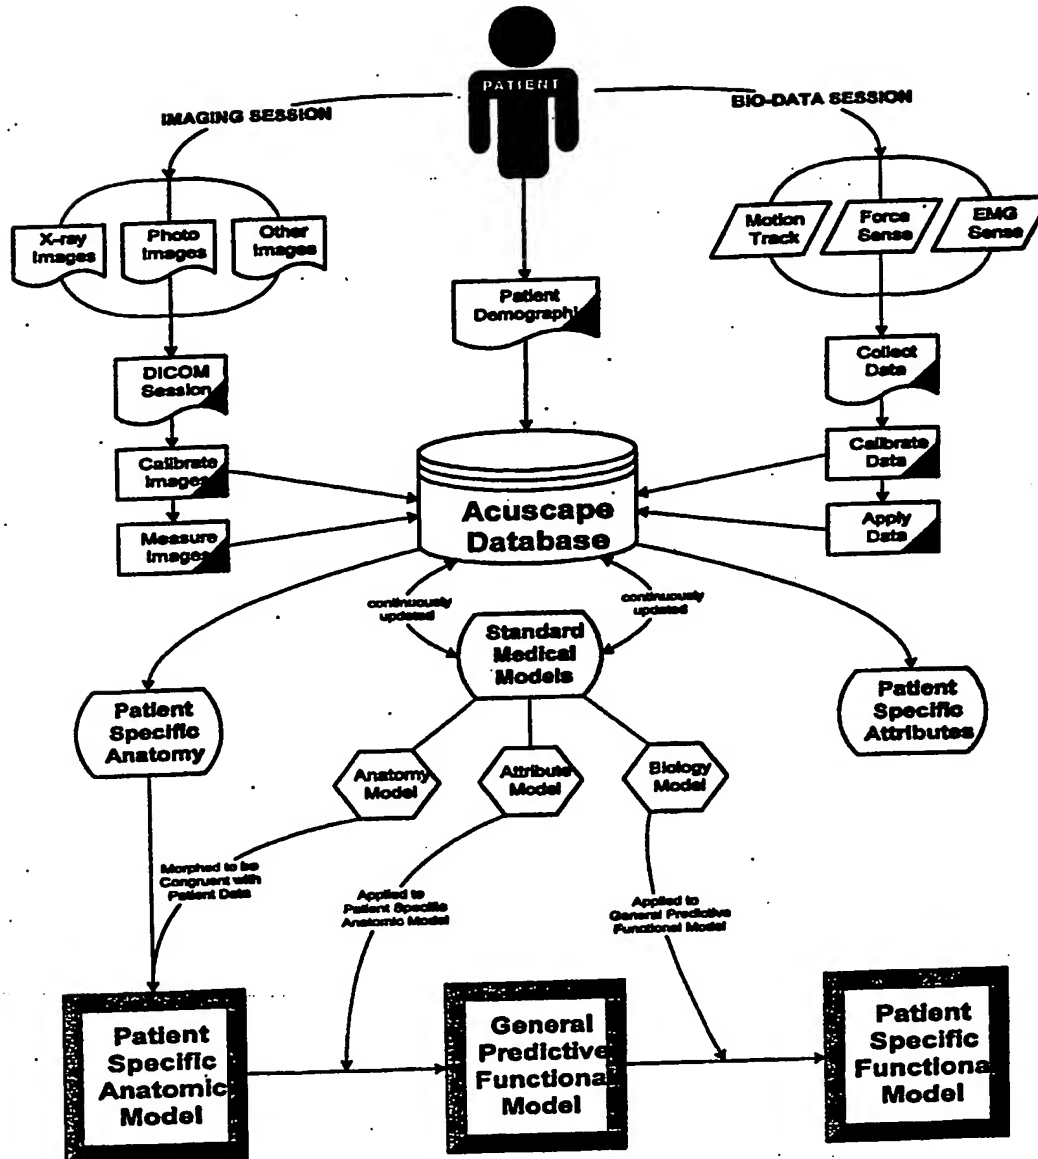 PATIENT
IMAGING SESSION
BIO-DATA SESSION
X-ray
Images
Photo
Images
Other
Images
Motion
Track
Force
Sense
EMG
Sense
Patient
Demographi
DICOM
Session
Collect
Data
Calibrate
Images
Calibrate
Data
Measure
Images
Apply
Data
Acuscape
Database
continuously
updated
continuously
updated
Standard
Medical
Models
Patient
Specific
Anatomy
Patient
Specific
Attributes
Anatomy
Model
Attribute
Model
Biology
Model
Morphed to be
Congruent with
Patient Data
Applied to
Patient Specific
Anatomic Model
Applied to
General Predictive
Functional Model
Patient
Specific
Anatomic
Model
General
Predictive
Functional
Model
Patient
Specific
Functional
Model